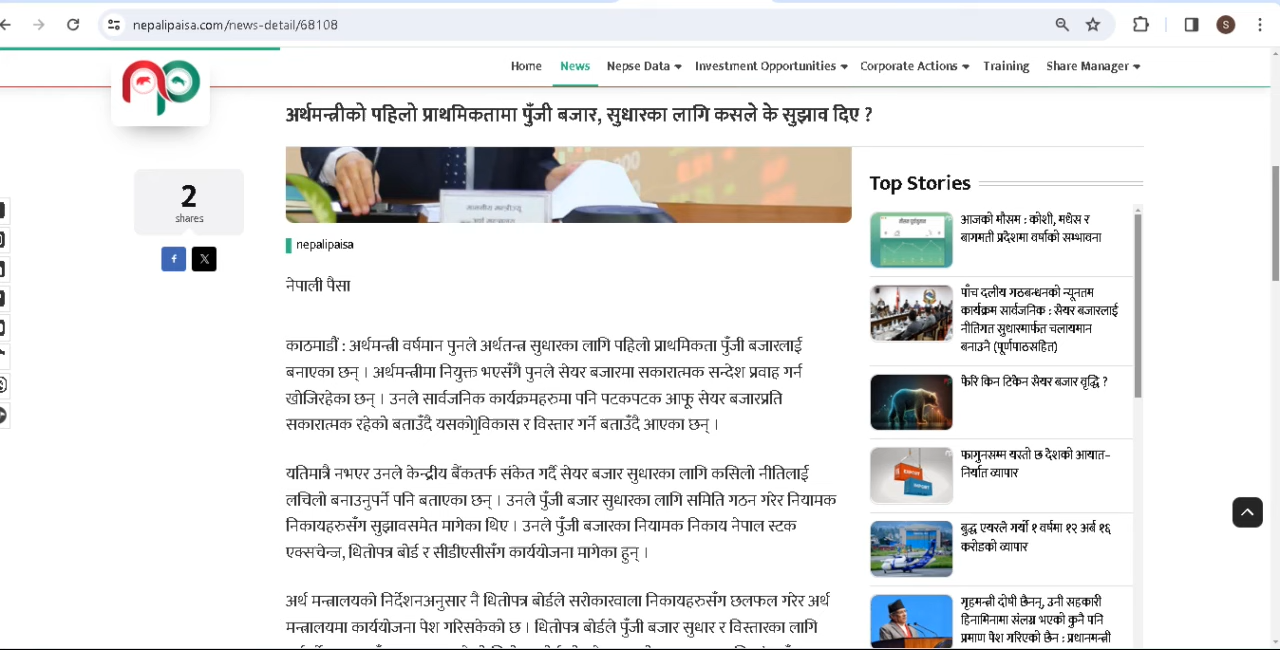 nepalipaisa.com/news-detail/68108
S
Home News Nepse Data Investment Opportunities Corporate Actions Training Share Manager
अर्थमन्त्रीको पहिलो प्राथमिकतामा पुँजी बजार, सुधारका लागि कसले के सुझाव दिए ?
2
shares
nepalipaisa
नेपाली पैसा
काठमाडौं : अर्थमन्त्री वर्षमान पुनले अर्थतन्त्र सुधारका लागि पहिलो प्राथमिकता पुँजी बजारलाई
बनाएका छन् । अर्थमन्त्रीमा नियुक्त भएसँगै पुनले सेयर बजारमा सकारात्मक सन्देश प्रवाह गर्न
खोजिरहेका छन् । उनले सार्वजनिक कार्यक्रमहरुमा पनि पटकपटक आफू सेयर बजारप्रति
सकारात्मक रहेको बताउँदै यसको विकास र विस्तार गर्ने बताउँदै आएका छन् ।
यतिमात्रै नभएर उनले केन्द्रीय बैंकतर्फ संकेत गर्दै सेयर बजार सुधारका लागि कसिलो नीतिलाई
लचिलो बनाउनुपर्ने पनि बताएका छन् । उनले पुँजी बजार सुधारका लागि समिति गठन गरेर नियामक
निकायहरुसँग सुझावसमेत मागेका थिए । उनले पुँजी बजारका नियामक निकाय नेपाल स्टक
एक्सचेन्ज, धितोपत्र बोर्ड र सीडीएसीसँग कार्ययोजना मागेका हुन् ।
अर्थ मन्त्रालयको निर्देशनअनुसार नै धितोपत्र बोर्डले सरोकारवाला निकायहरुसँग छलफल गरेर अर्थ
मन्त्रालयमा कार्ययोजना पेश गरिसकेको छ । धितोपत्र बोर्डले पुँजी बजार सुधार र विस्तारका लागि
Top Stories
आजको मौसम : कोशी, मधेस र
बागमती प्रदेशमा वर्षाको सम्भावना
पाँच दलीय गठबन्धनको न्यूनतम
कार्यक्रम सार्वजनिक : सेयर बजारलाई
नीतिगत सुधारमार्फत चलायमान
बनाउने (पूर्णपाठसहित)
फेरि किन टिकेन सेयर बजार वृद्धि ?
फागुनसम्म यस्तो छ देशको आयात-
निर्यात व्यापार
बुद्ध एयरले गर्यो १ वर्षमा १२ अर्ब १६
करोडको व्यापार
गृहमन्त्री दोषी छैनन्, उनी सहकारी
हिनामिनामा संलग्न भएको कुनै पनि
प्रमाण पेश गरिएको छैन : प्रधानमन्त्री